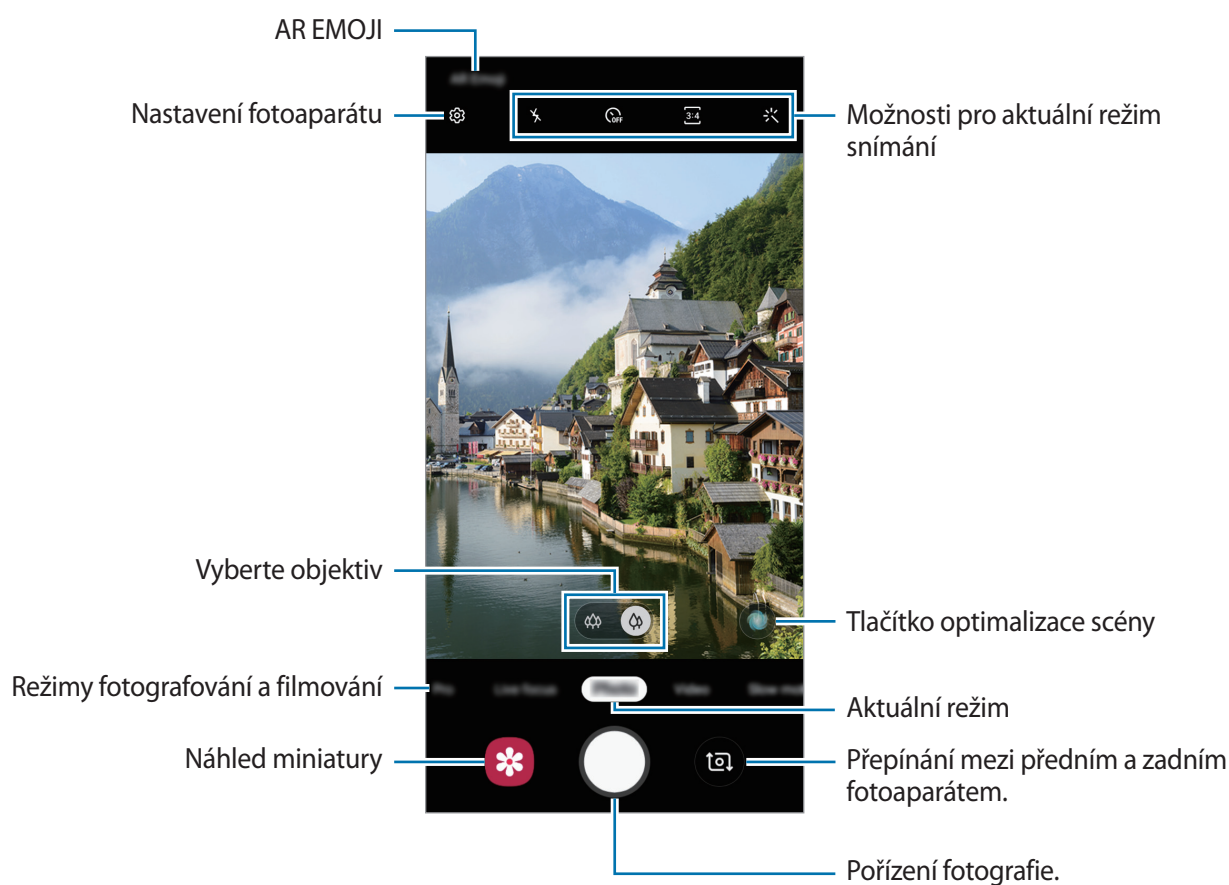 AR EMOJI
Nastavení fotoaparátu
OFF
3:4
Možnosti pro aktuální režim
snímání
Vyberte objektiv
Tlačítko optimalizace scény
Režimy fotografování a filmování
Aktuální režim
Náhled miniatury
Přepínání mezi předním a zadním
fotoaparátem.
Pořízení fotografie.